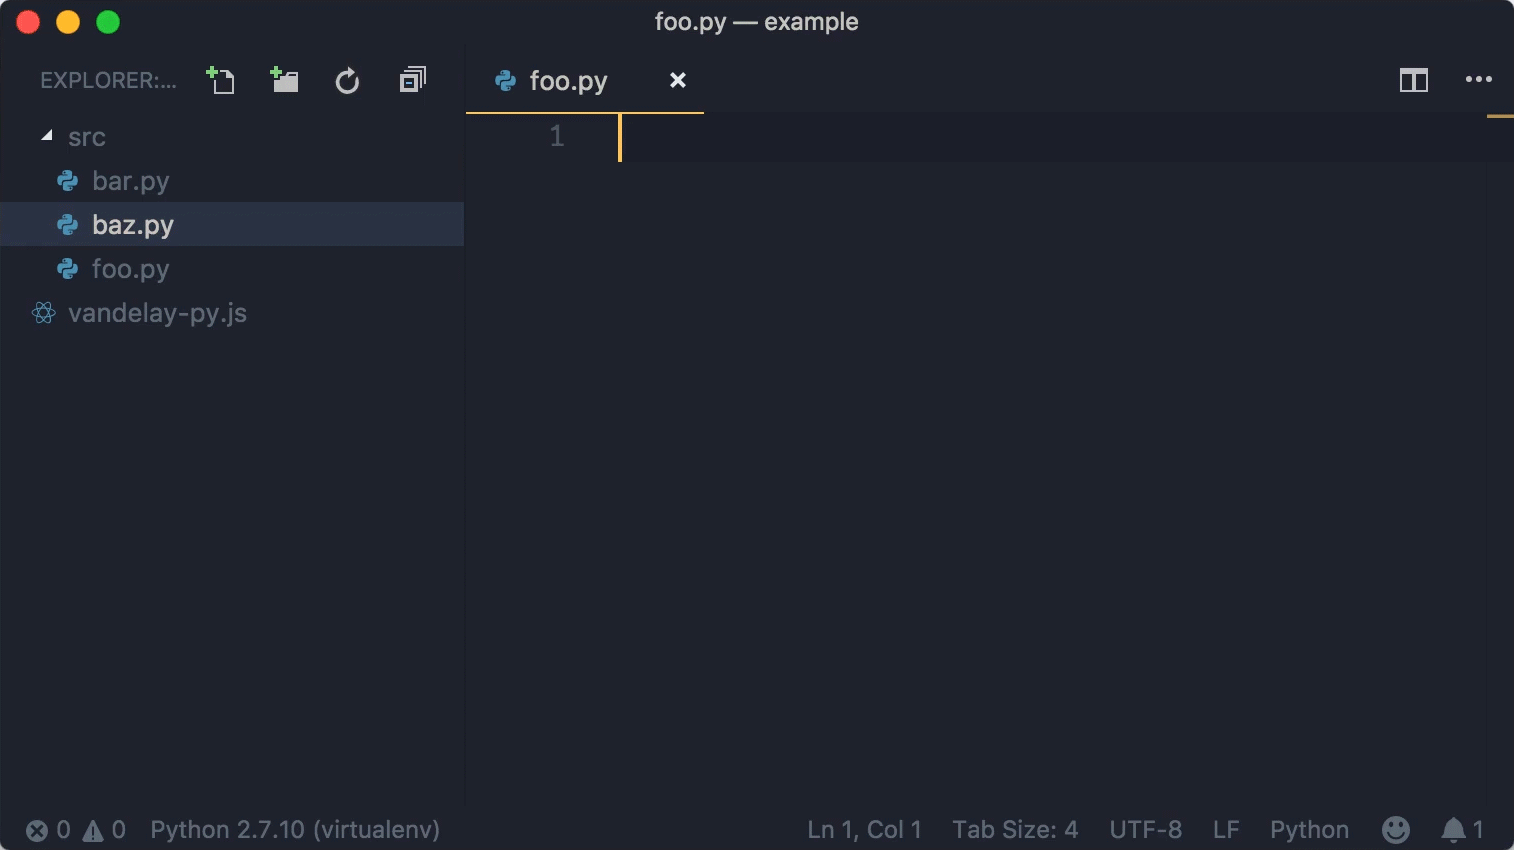 foo.py — example
EXPLORER:...
foo.py
src
bar.py
baz.py
foo.py
vandelay-py.js
1
0 0 Python 2.7.10 (virtualenv)
Ln 1, Col 1 Tab Size: 4 UTF-8 LF Python 1